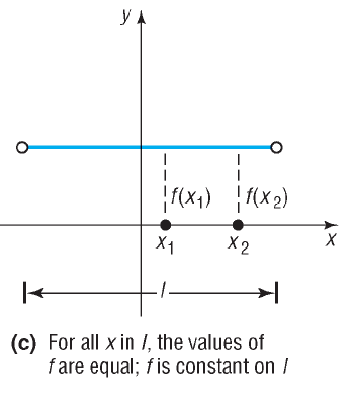 y
f(x₁) f(x₂)
x₁ x₂ x
I
(c) For all x in I, the values of
f are equal; f is constant on I